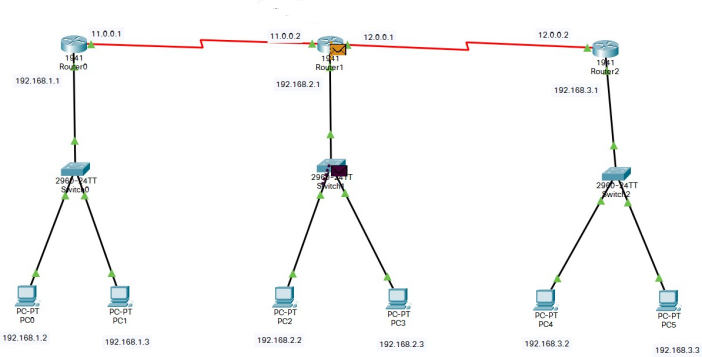 11.0.0.1
11.0.0.2
12.0.0.1
12.0.0.2
1941
Router0
1941
Router1
1941
Router2
192.168.1.1
192.168.2.1
192.168.3.1
2960-24TT
Switch0
2960-24TT
Switch1
2960-24TT
Switch2
PC-PT
PC0
PC-PT
PC1
PC-PT
PC2
PC-PT
PC3
PC-PT
PC4
PC-PT
PC5
192.168.1.2
192.168.1.3
192.168.2.2
192.168.2.3
192.168.3.2
192.168.3.3